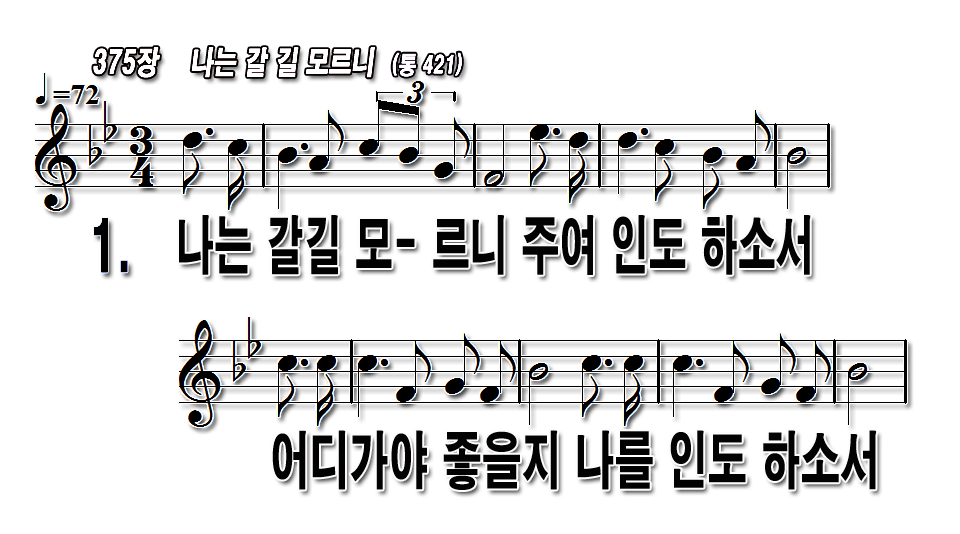 375장 나는 갈 길 모르니 (통 421)
♩=72
3
3
4
1. 나는 갈길 모- 르니 주여 인도 하소서
어디가야 좋을지 나를 인도 하소서